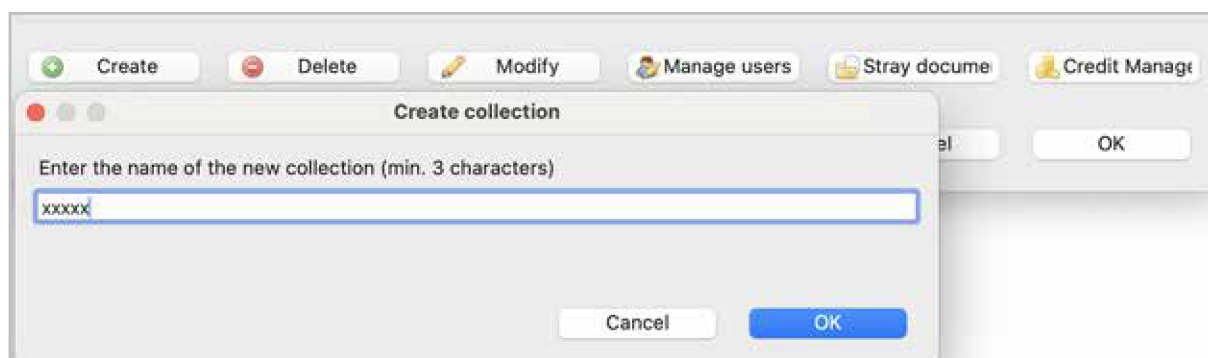 Create Delete Modify Manage users Stray docume Credit Manage
Create collection
el OK
Enter the name of the new collection (min. 3 characters)
xxxxx
Cancel OK